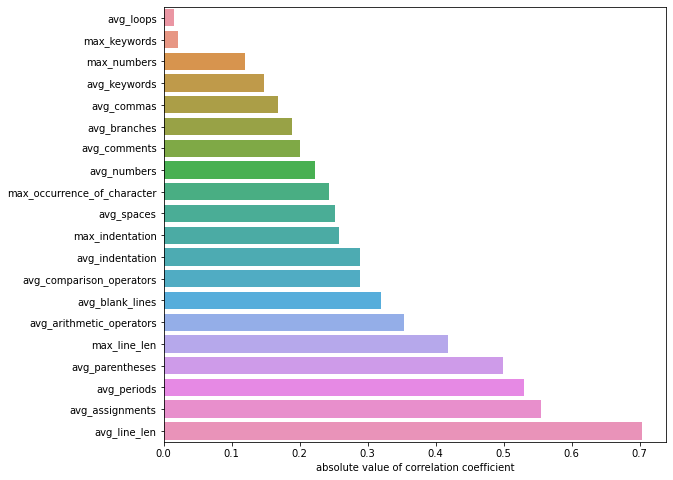 avg_loops
max_keywords
max_numbers
avg_keywords
avg_commas
avg_branches
avg_comments
avg_numbers
max_occurrence_of_character
avg_spaces
max_indentation
avg_indentation
avg_comparison_operators
avg_blank_lines
avg_arithmetic_operators
max_line_len
avg_parentheses
avg_periods
avg_assignments
avg_line_len
0.0 0.1 0.2 0.3 0.4 0.5 0.6 0.7
absolute value of correlation coefficient